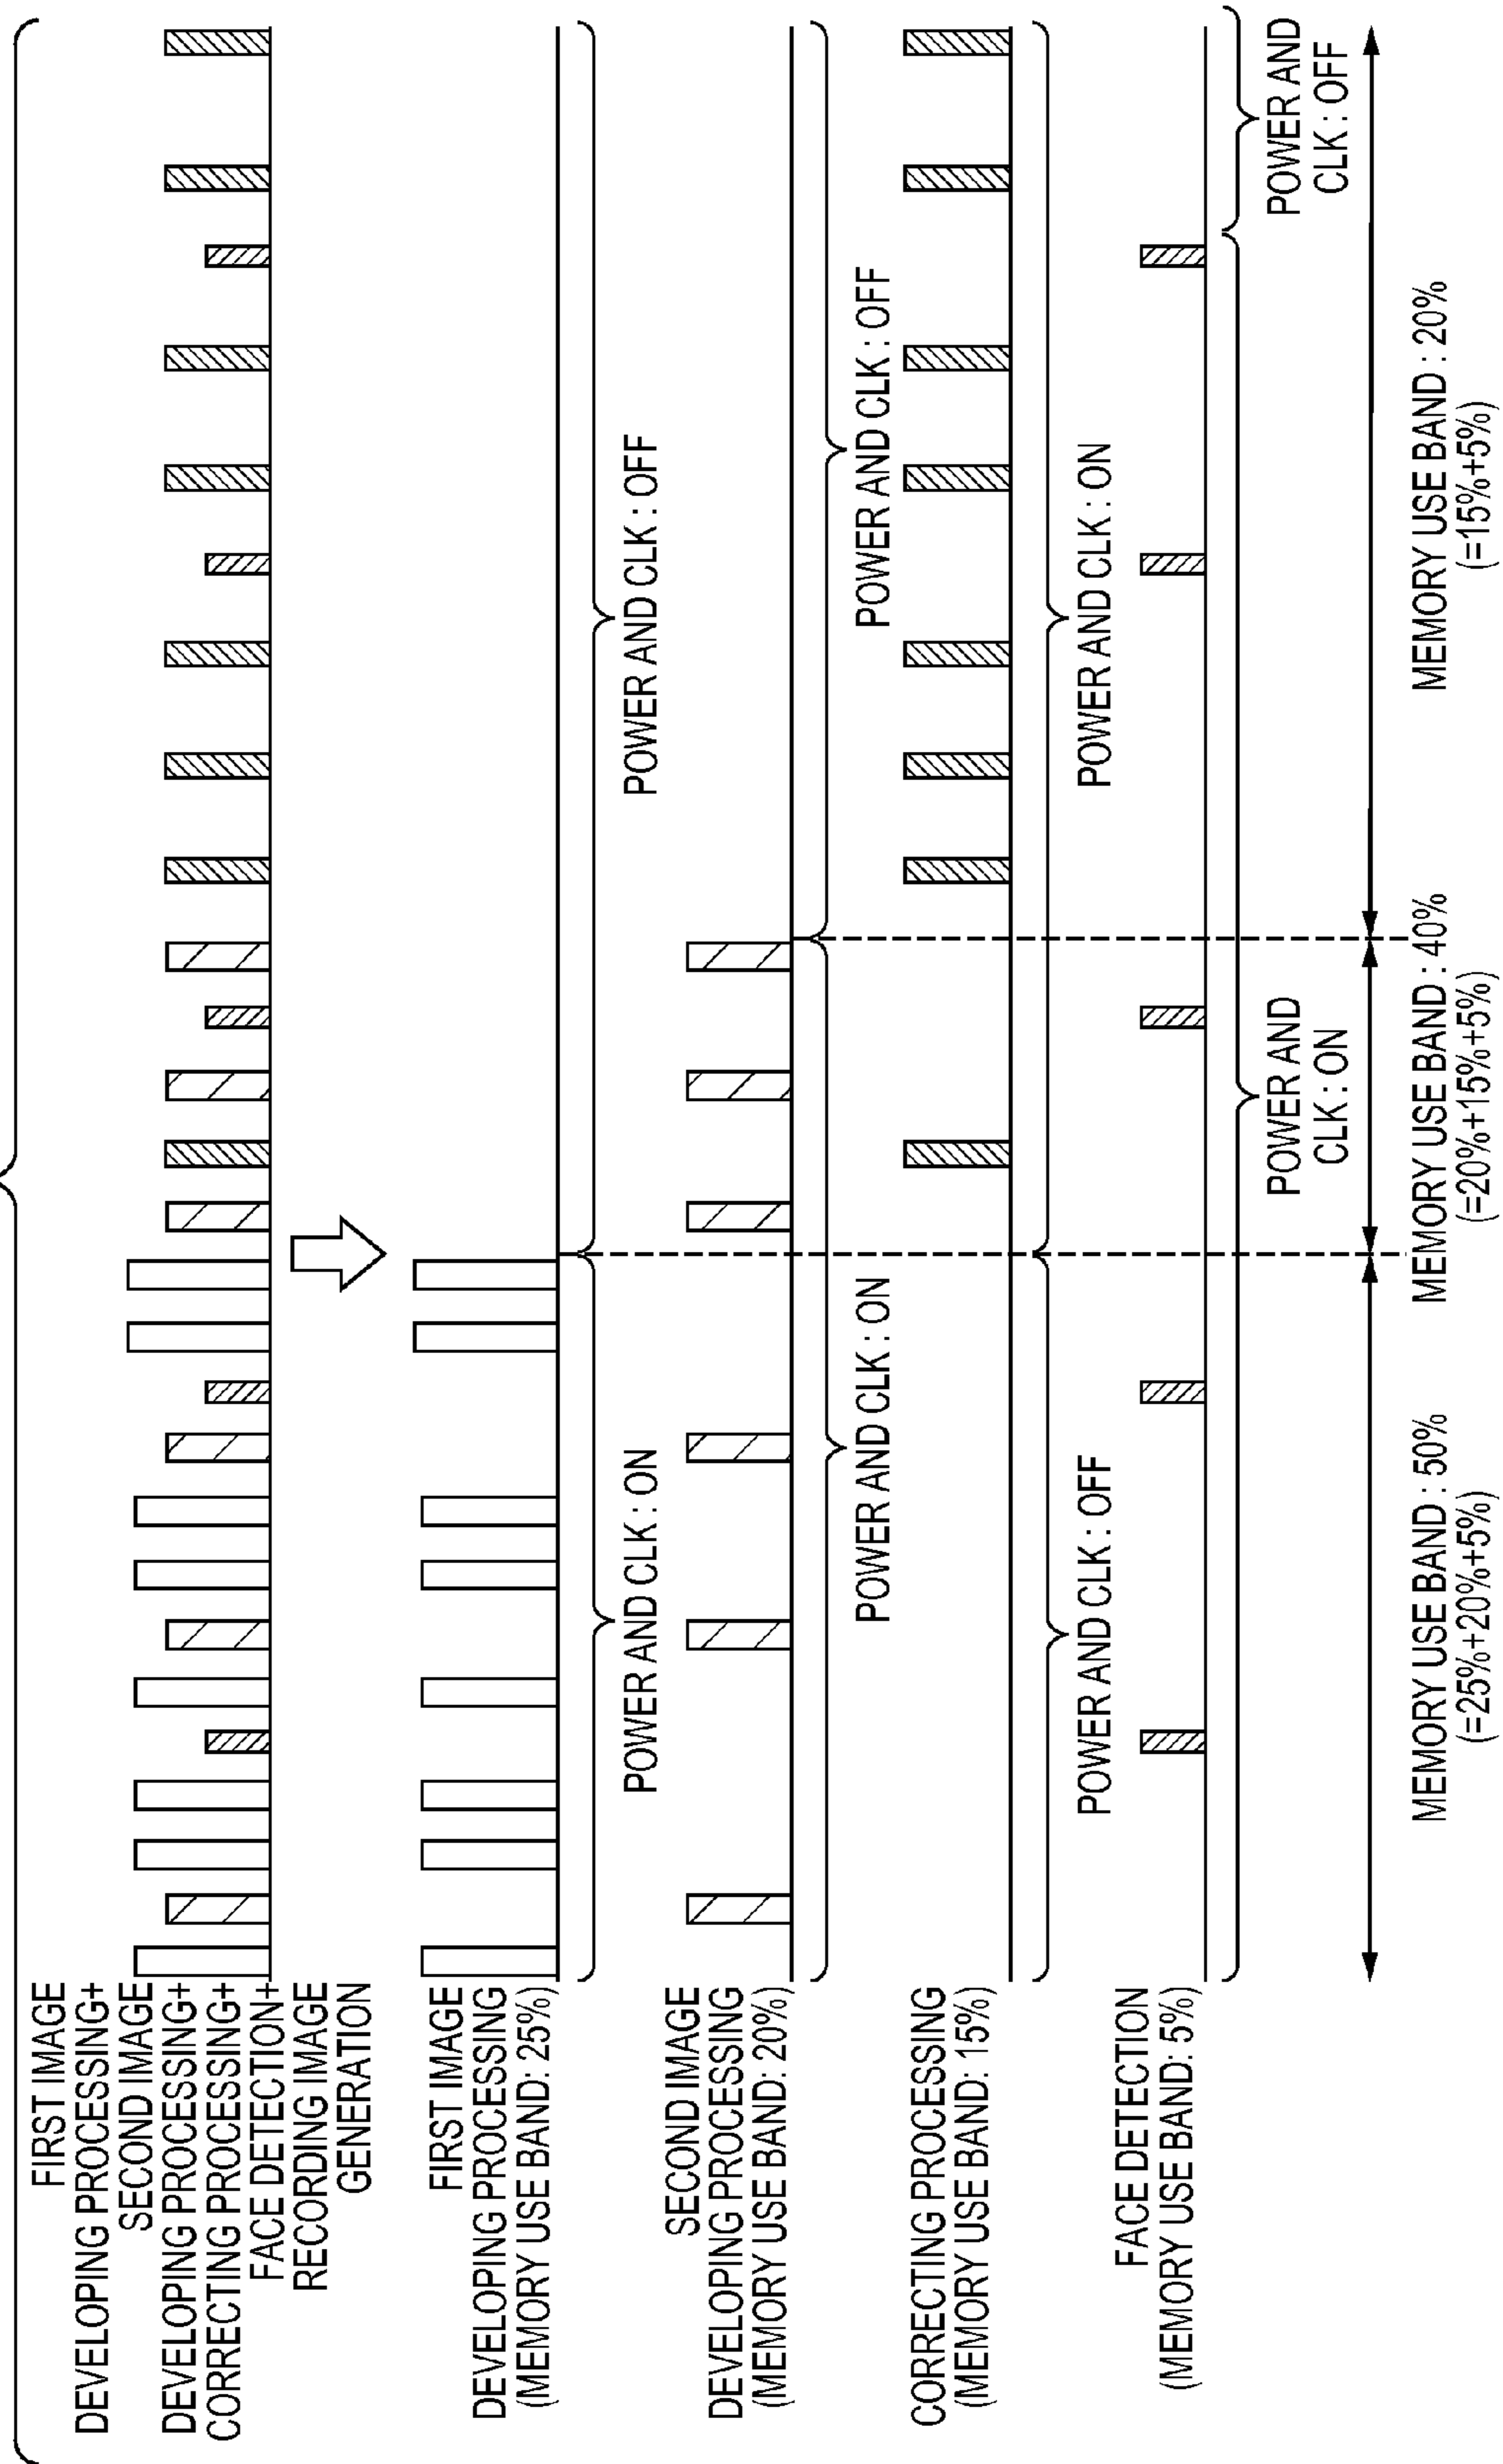 FIRST IMAGE
DEVELOPING PROCESSING+
SECOND IMAGE
DEVELOPING PROCESSING+
CORRECTING PROCESSING+
FACE DETECTION+
RECORDING IMAGE
GENERATION
FIRST IMAGE
DEVELOPING PROCESSING
(MEMORY USE BAND: 25%)
POWER AND CLK : ON
POWER AND CLK : OFF
SECOND IMAGE
DEVELOPING PROCESSING
(MEMORY USE BAND: 20%)
POWER AND CLK : ON
POWER AND CLK : OFF
CORRECTING PROCESSING
(MEMORY USE BAND: 15%)
POWER AND CLK : OFF
POWER AND CLK : ON
FACE DETECTION
(MEMORY USE BAND: 5%)
POWER AND
CLK : ON
POWER AND
CLK : OFF
MEMORY USE BAND : 50%
(=25%+20%+5%)
MEMORY USE BAND : 40%
(=20%+15%+5%)
MEMORY USE BAND : 20%
(=15%+5%)